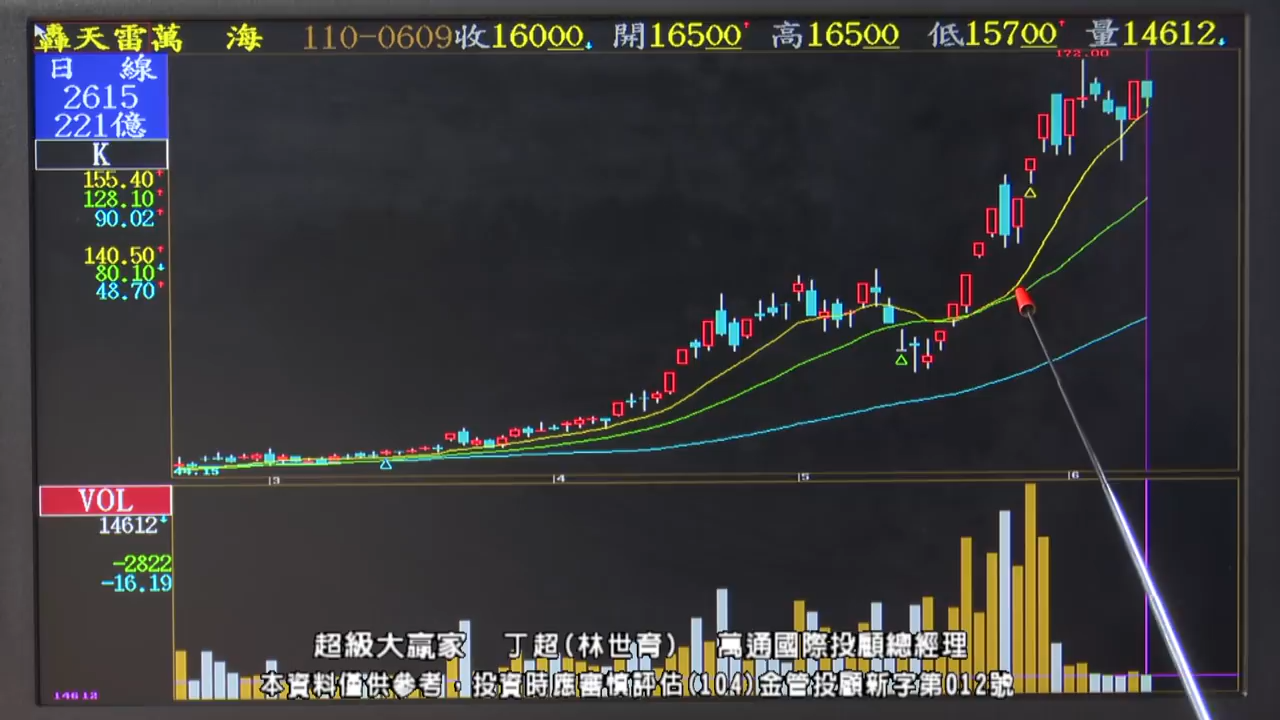 轟天雷萬 海 110-0609收16000↓ 開16500↑ 高16500 低15700↑ 量14612↓
172.00
日 線
2615
221億
K
155.40↑
128.10↑
90.02↑
140.50↑
80.10↓
48.70↑
44.15
3 4 5 6
VOL
14612↓
-2822
-16.19
超級大贏家 丁超(林世育) 萬通國際投顧總經理
本資料僅供參考，投資時應審慎評估(104)金管投顧新字第012號
14612